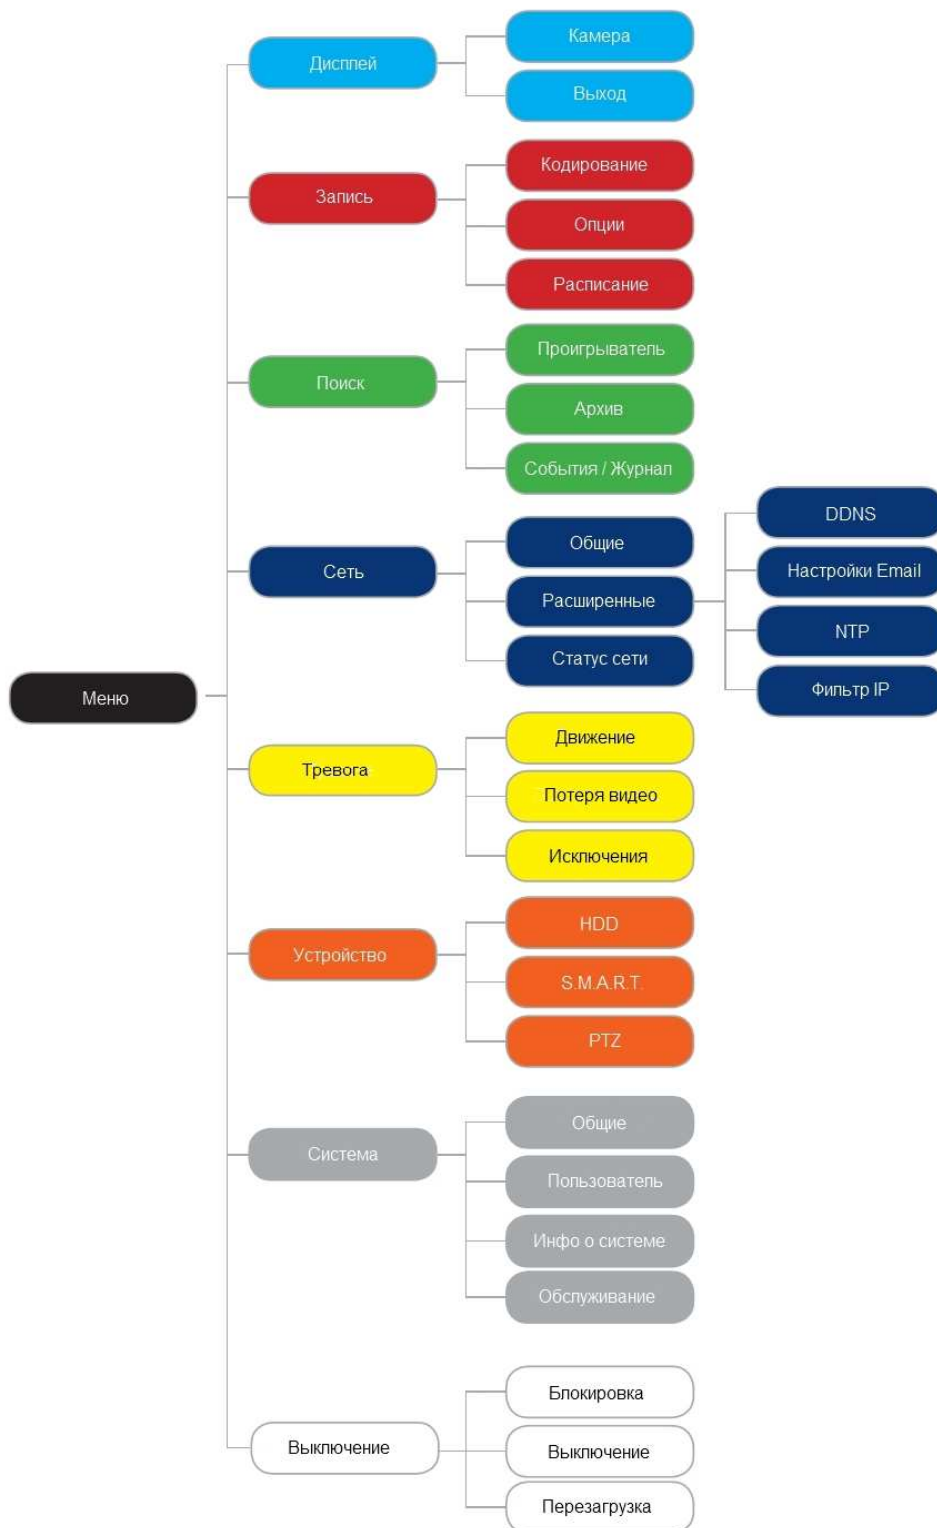 Меню
Дисплей
Камера
Выход
Запись
Кодирование
Опции
Расписание
Поиск
Проигрыватель
Архив
События / Журнал
Сеть
Общие
Расширенные
DDNS
Настройки Email
NTP
Фильтр IP
Статус сети
Тревога
Движение
Потеря видео
Исключения
Устройство
HDD
S.M.A.R.T.
PTZ
Система
Общие
Пользователь
Инфо о системе
Обслуживание
Выключение
Блокировка
Выключение
Перезагрузка